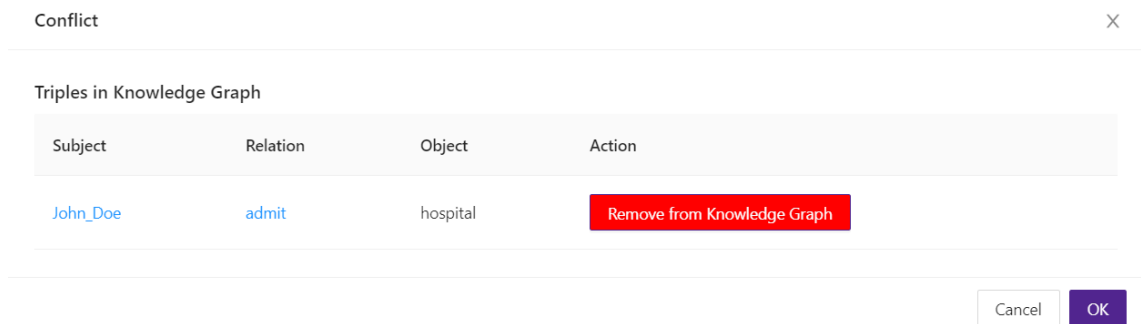 Conflict
X
Triples in Knowledge Graph
Subject Relation Object Action
John_Doe admit hospital Remove from Knowledge Graph
Cancel OK